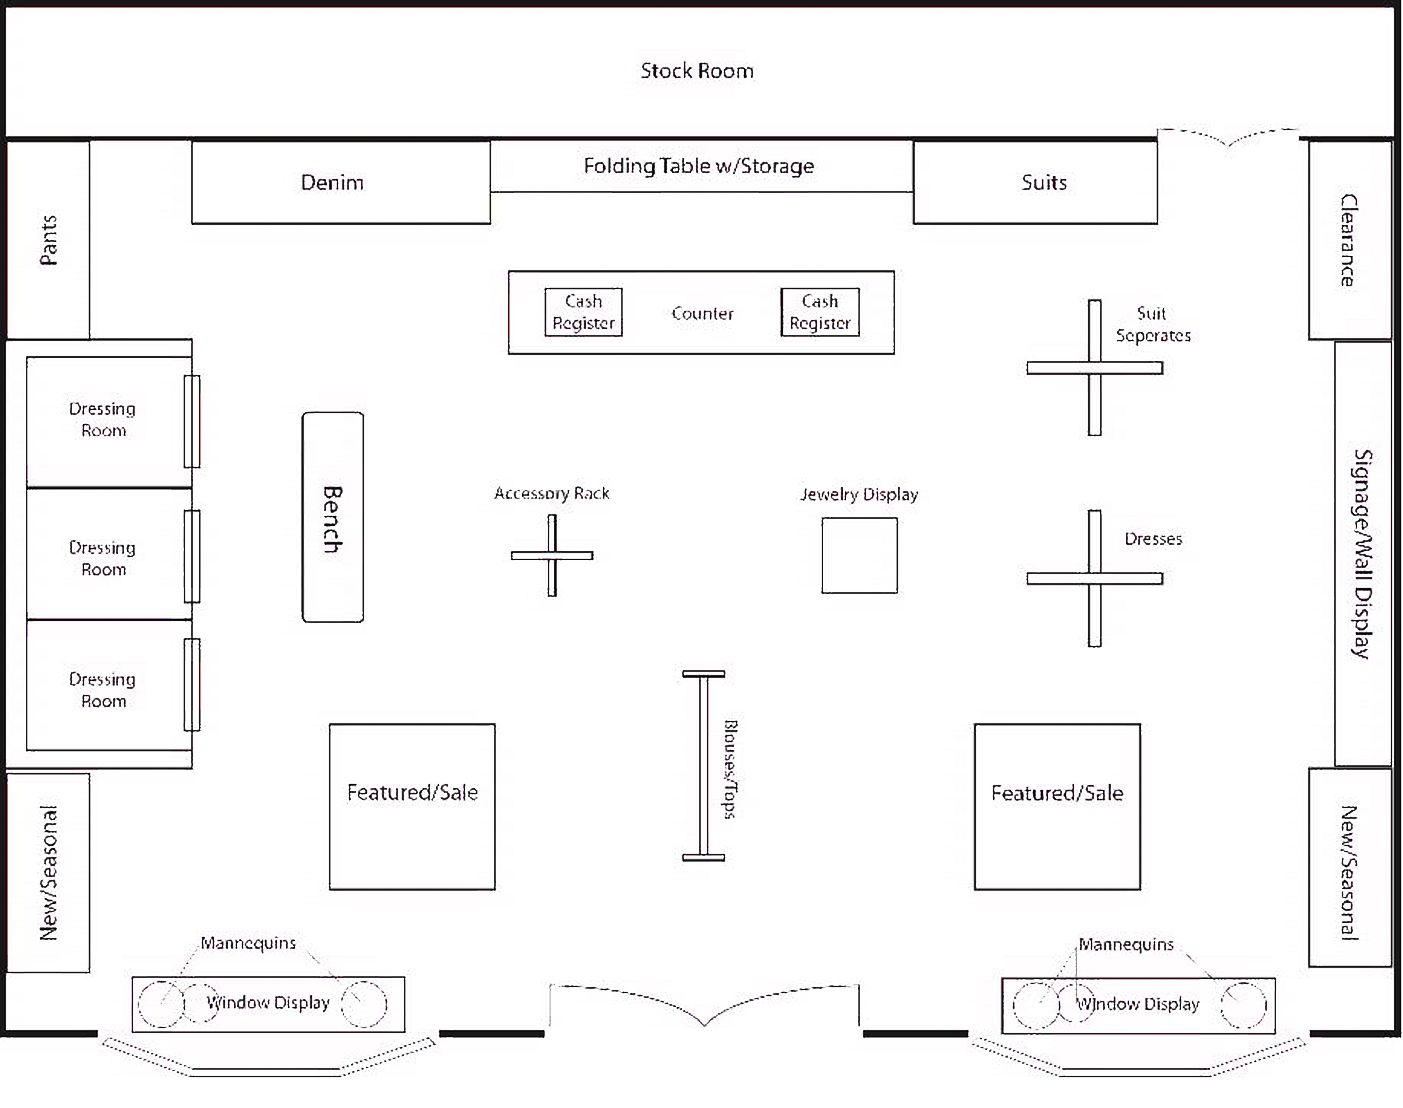 Stock Room
Denim
Folding Table w/Storage
Suits
Pants
Clearance
Cash
Register
Counter
Cash
Register
Suit
Seperates
Dressing
Room
Bench
Accessory Rack
Jewelry Display
Dresses
Signage/Wall Display
Dressing
Room
Dressing
Room
Featured/Sale
Blouses/Tops
Featured/Sale
New/Seasonal
New/Seasonal
Mannequins
Window Display
Mannequins
Window Display